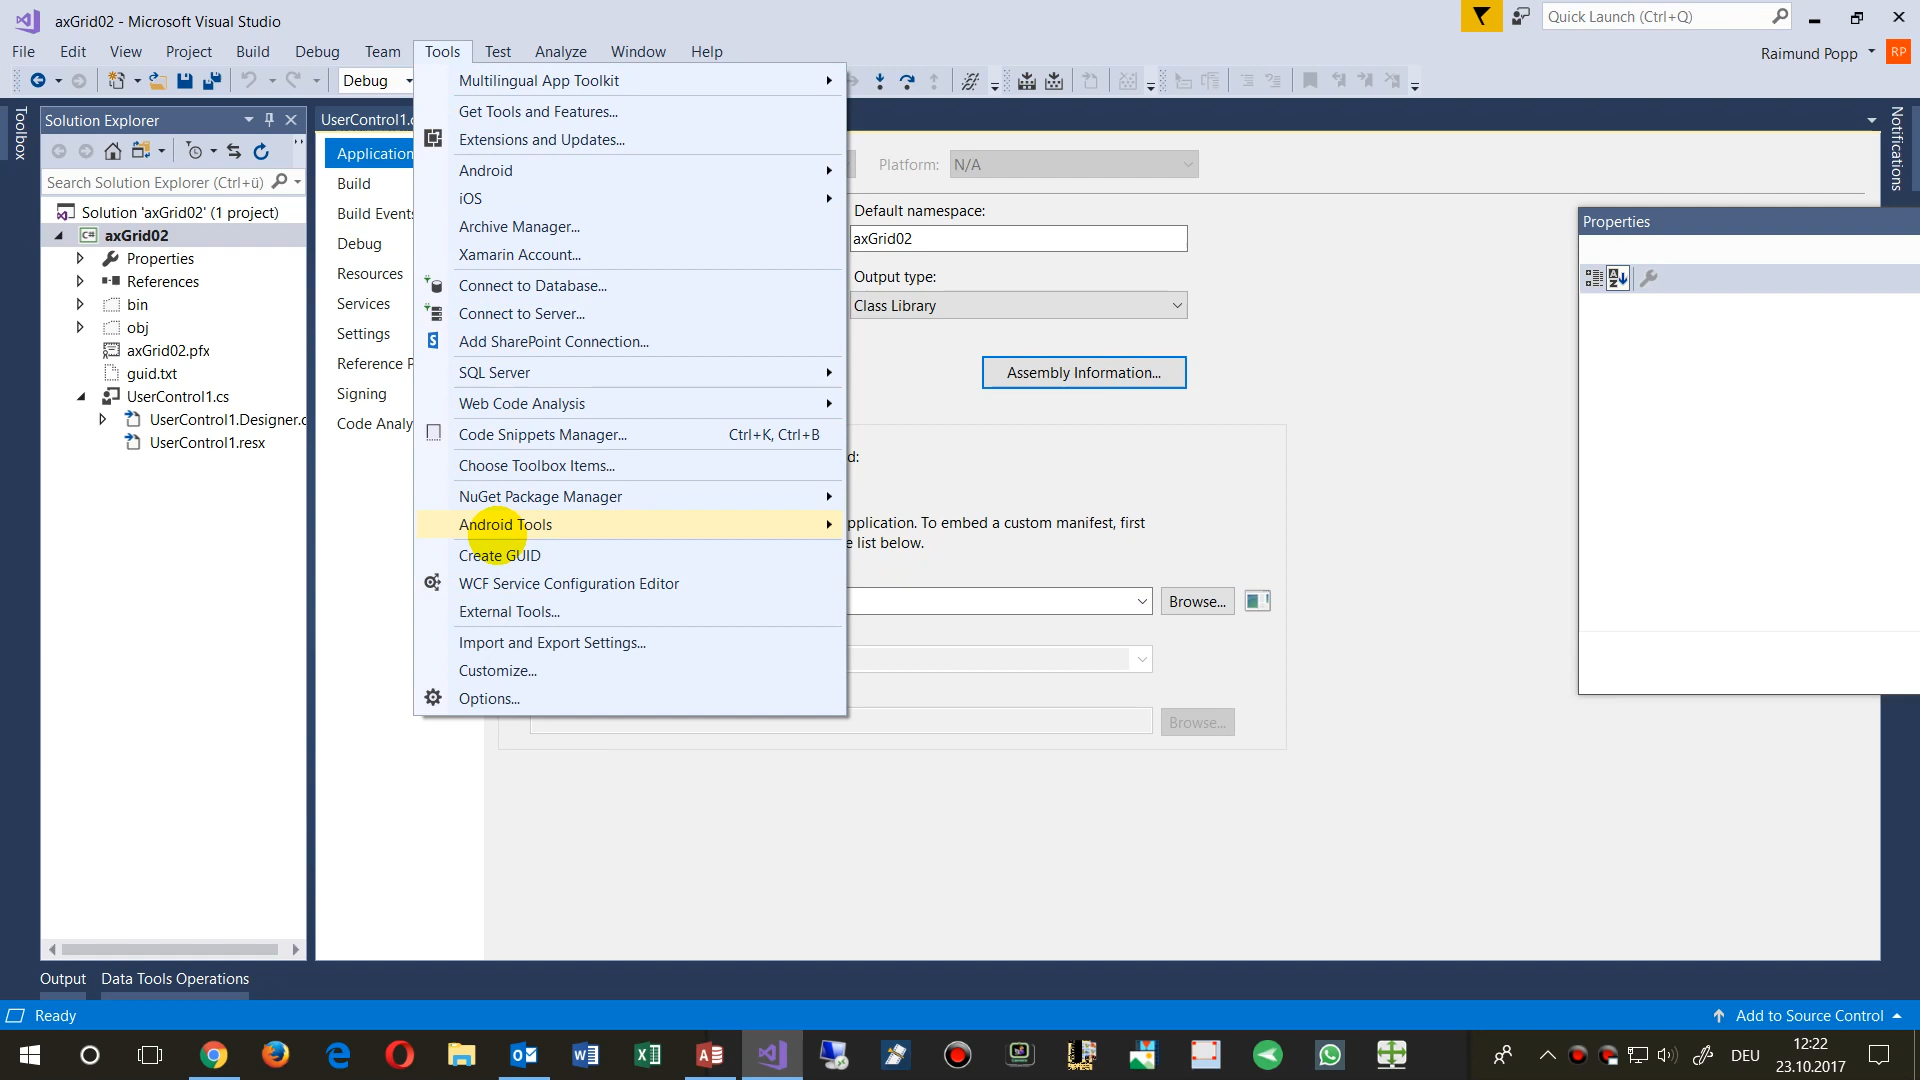 axGrid02 - Microsoft Visual Studio
Quick Launch (Ctrl+Q)
File Edit View Project Build Debug Team Tools Test Analyze Window Help
Raimund Popp
RP
Debug
Toolbox
Solution Explorer
Search Solution Explorer (Ctrl+ü)
Solution 'axGrid02' (1 project)
C# axGrid02
Properties
References
bin
obj
axGrid02.pfx
guid.txt
UserControl1.cs
UserControl1.Designer.c
UserControl1.resx
UserControl1.c
Application
Build
Build Events
Debug
Resources
Services
Settings
Reference P
Signing
Code Analy
Multilingual App Toolkit
Get Tools and Features...
Extensions and Updates...
Android
iOS
Archive Manager...
Xamarin Account...
Connect to Database...
Connect to Server...
Add SharePoint Connection...
SQL Server
Web Code Analysis
Code Snippets Manager... Ctrl+K, Ctrl+B
Choose Toolbox Items...
NuGet Package Manager
Android Tools
Create GUID
WCF Service Configuration Editor
External Tools...
Import and Export Settings...
Customize...
Options...
Platform: N/A
Default namespace:
axGrid02
Output type:
Class Library
Assembly Information...
d:
pplication. To embed a custom manifest, first
e list below.
Browse...
Browse...
Properties
Notifications
Output Data Tools Operations
Ready
Add to Source Control
DEU
12:22
23.10.2017